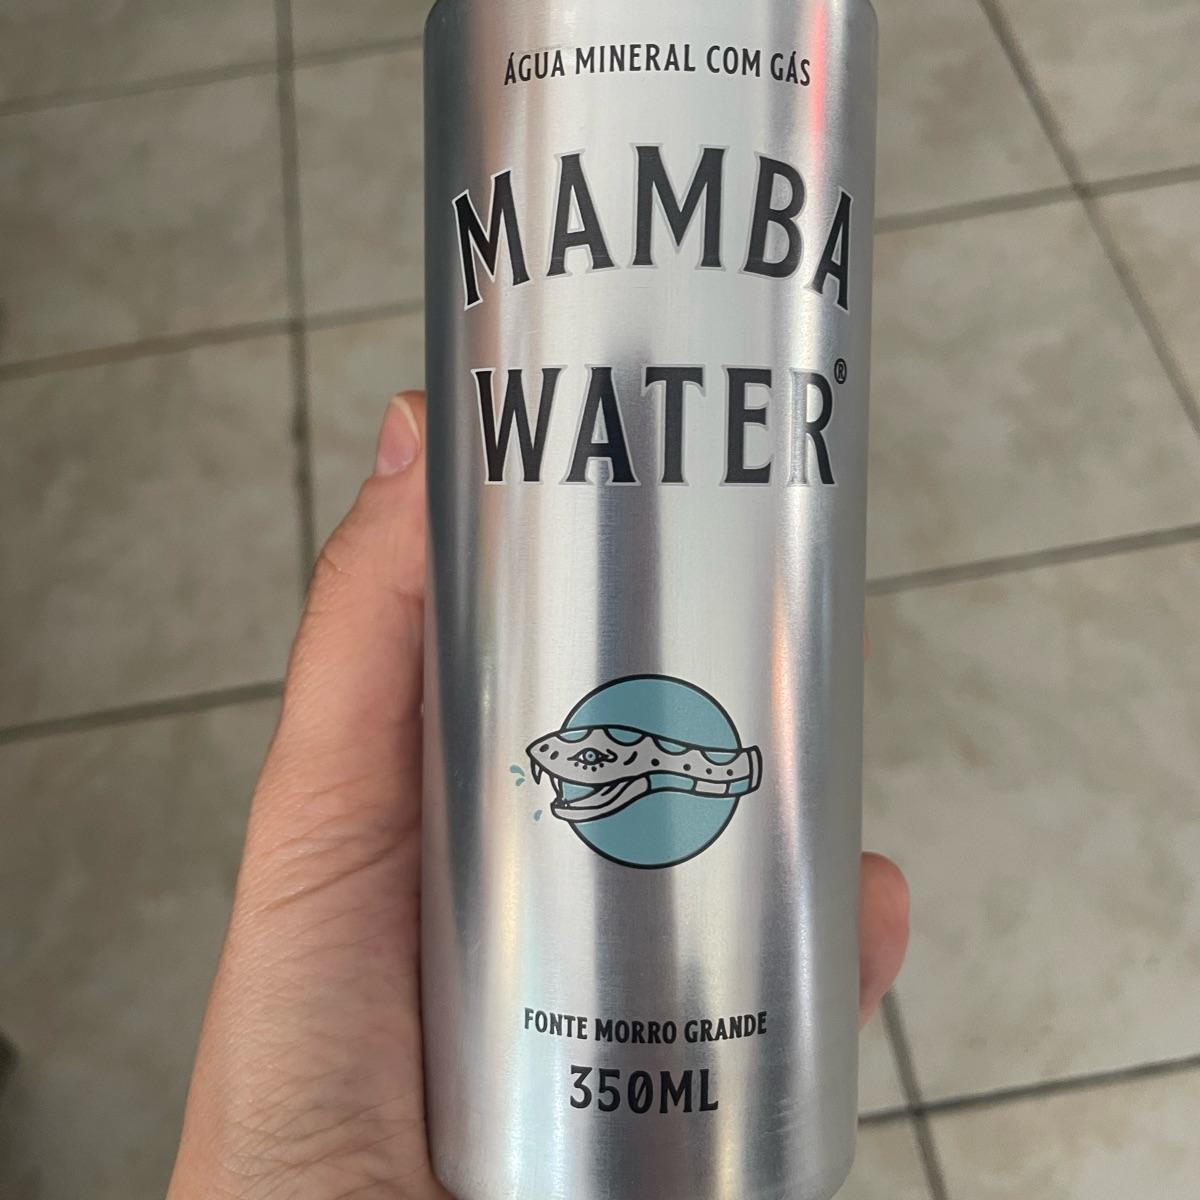 ÁGUA MINERAL COM GÁS
MAMBA
WATER®
FONTE MORRO GRANDE
350ML